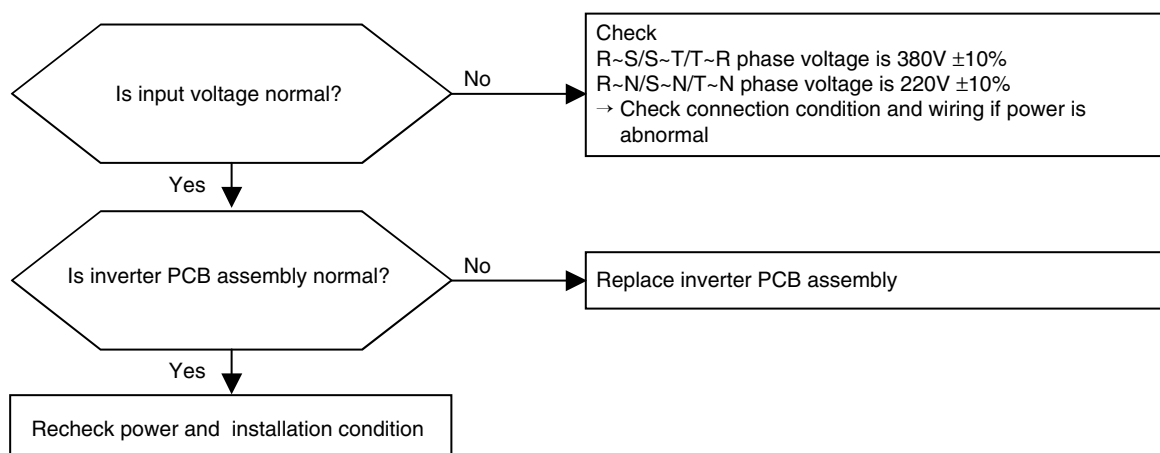 Is input voltage normal?
No
Check
R~S/S~T/T~R phase voltage is 380V ±10%
R~N/S~N/T~N phase voltage is 220V ±10%
→ Check connection condition and wiring if power is
abnormal
Yes
Is inverter PCB assembly normal?
No
Replace inverter PCB assembly
Yes
Recheck power and installation condition